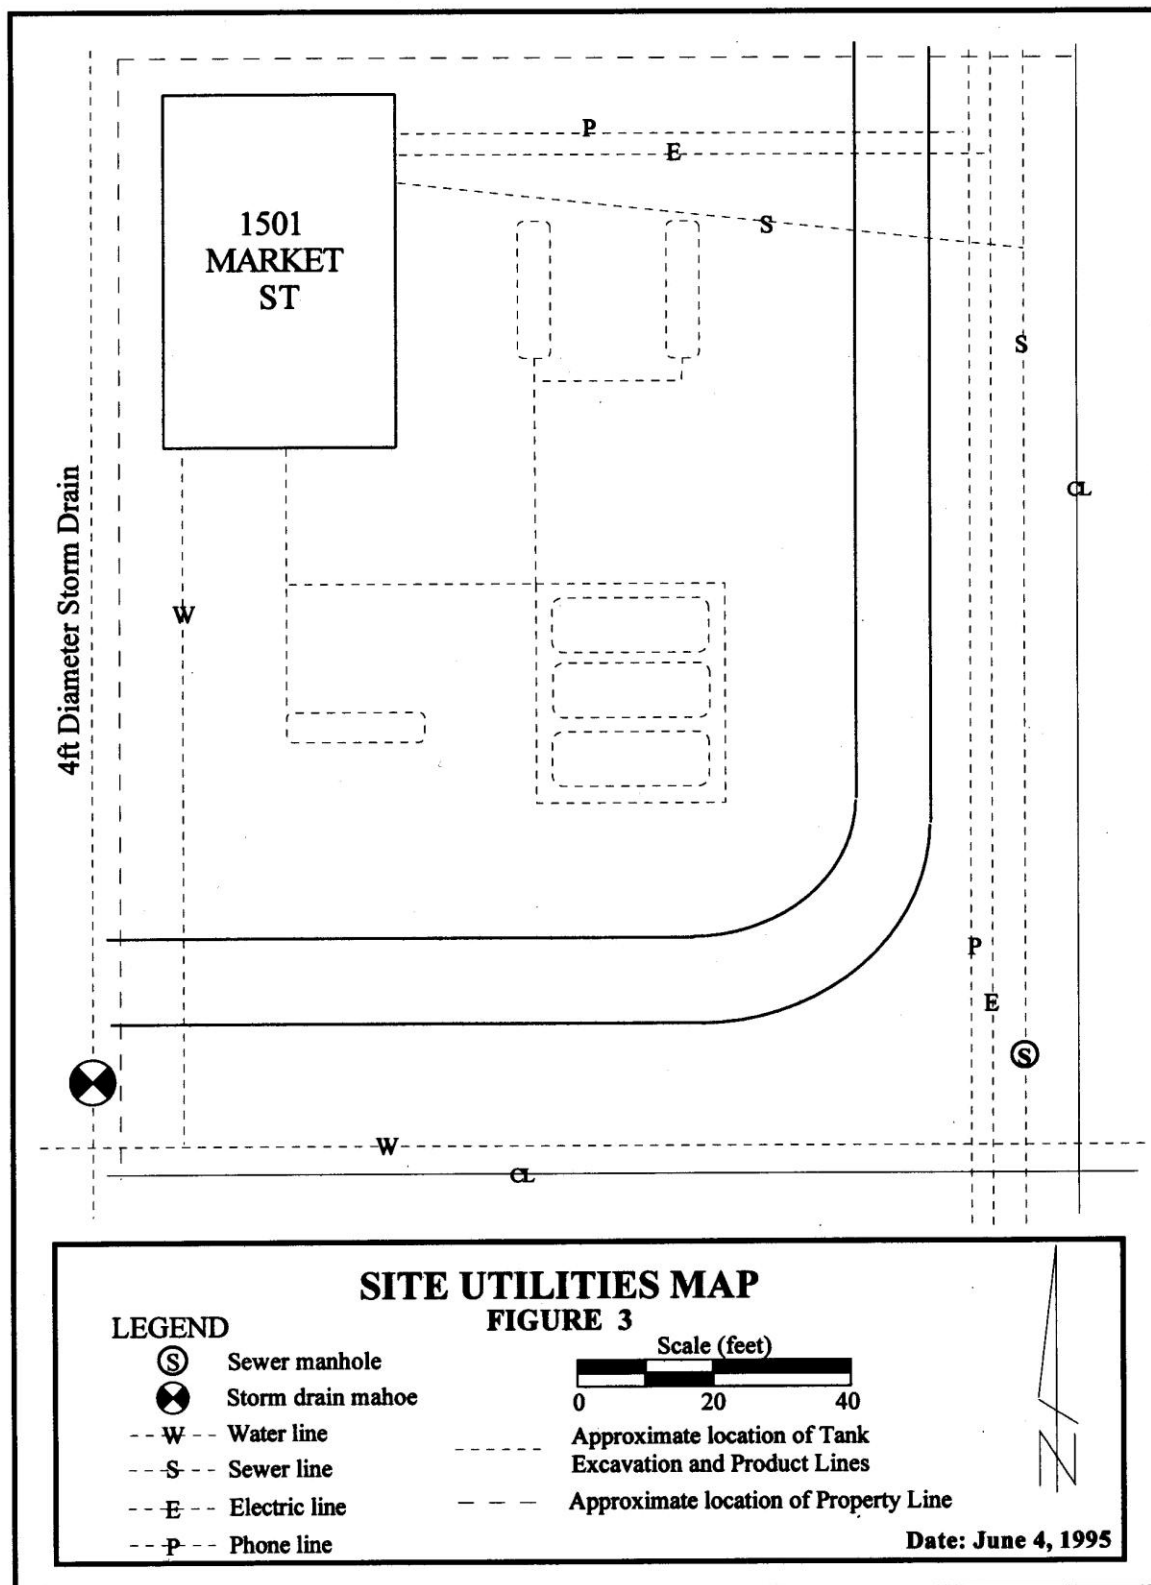 P
E
1501
MARKET
ST
S
S
CL
4ft Diameter Storm Drain
W
P
E
S
W
CL
SITE UTILITIES MAP
FIGURE 3
LEGEND
S Sewer manhole
Storm drain mahoe
W Water line
S Sewer line
E Electric line
P Phone line
Scale (feet)
0 20 40
Approximate location of Tank
Excavation and Product Lines
Approximate location of Property Line
N
Date: June 4, 1995